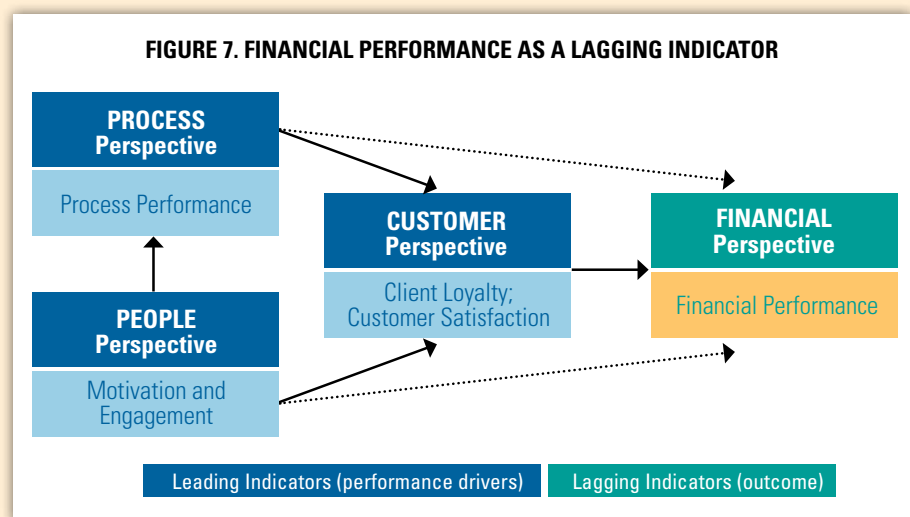 FIGURE 7. FINANCIAL PERFORMANCE AS A LAGGING INDICATOR
PROCESS
Perspective
Process Performance
PEOPLE
Perspective
Motivation and
Engagement
CUSTOMER
Perspective
Client Loyalty;
Customer Satisfaction
FINANCIAL
Perspective
Financial Performance
Leading Indicators (performance drivers)
Lagging Indicators (outcome)